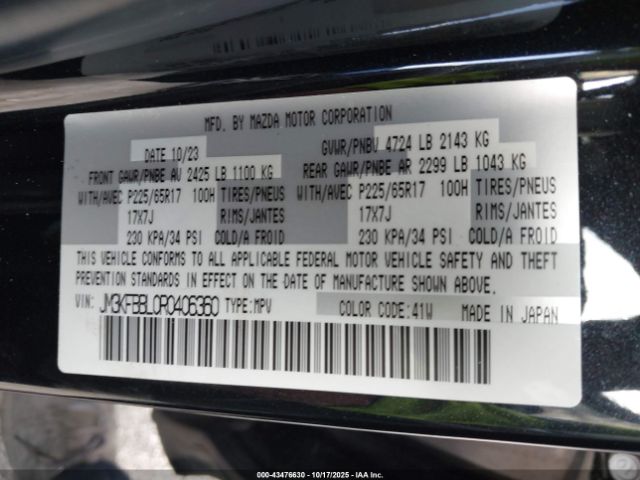 MFD. BY MAZDA MOTOR CORPORATION
DATE 10/23
GVWR/PNBV 4724 LB 2143 KG
FRONT GAWR/PNBE AV 2425 LB 1100 KG
REAR GAWR/PNBE AR 2299 LB 1043 KG
WITH/AVEC P225/65R17 100H TIRES/PNEUS
WITH/AVEC P225/65R17 100H TIRES/PNEUS
17X7J RIMS/JANTES
17X7J RIMS/JANTES
230 KPA/34 PSI COLD/A FROID
230 KPA/34 PSI COLD/A FROID
THIS VEHICLE CONFORMS TO ALL APPLICABLE FEDERAL MOTOR VEHICLE SAFETY AND THEFT
PREVENTION STANDARDS IN EFFECT ON THE DATE OF MANUFACTURE SHOWN ABOVE.
VIN: JM3KFBBL0R0406360 TYPE:MPV COLOR CODE:41W MADE IN JAPAN
000-43476630 - 10/17/2025 - IAA Inc.